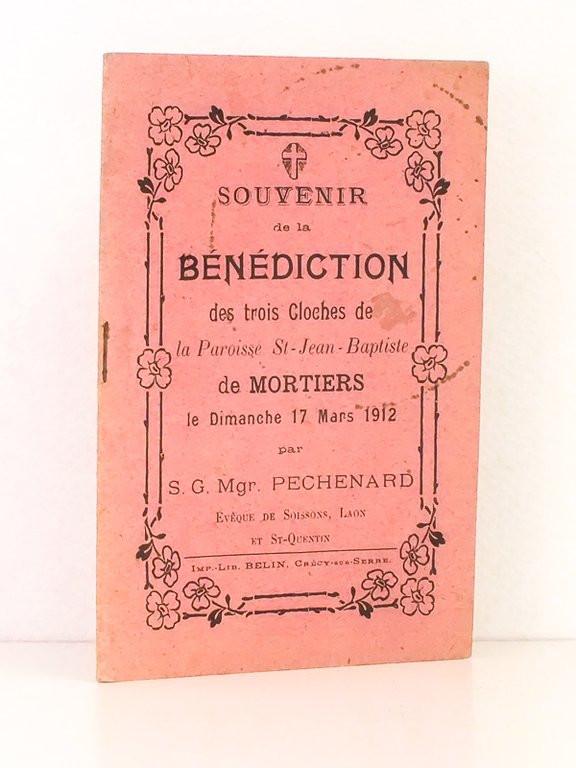 SOUVENIR
de la
BÉNÉDICTION
des trois Cloches de
la Paroisse St-Jean-Baptiste
de MORTIERS
le Dimanche 17 Mars 1912
par
S. G. Mgr. PECHENARD
EVÊQUE DE SOISSONS, LAON
ET ST-QUENTIN
IMP.-LIB. BELIN, CRÉCY-SUR-SERRE.